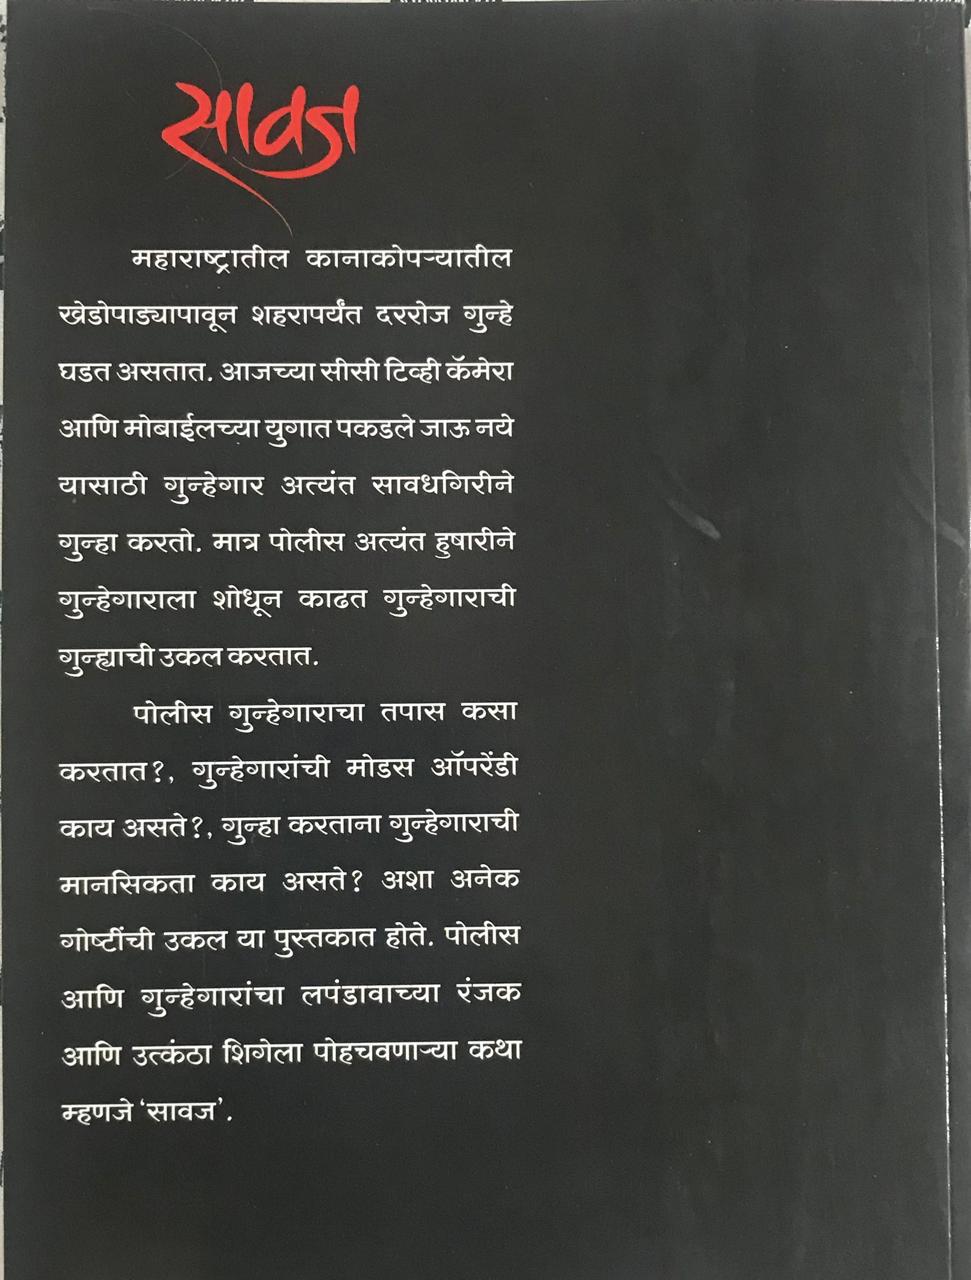 सावज
महाराष्ट्रातील कानाकोपऱ्यातील
खेडोपाड्यापावून शहरापर्यंत दररोज गुन्हे
घडत असतात. आजच्या सीसी टिव्ही कॅमेरा
आणि मोबाईलच्या युगात पकडले जाऊ नये
यासाठी गुन्हेगार अत्यंत सावधगिरीने
गुन्हा करतो. मात्र पोलीस अत्यंत हुषारीने
गुन्हेगाराला शोधून काढत गुन्हेगाराची
गुन्ह्याची उकल करतात.
पोलीस गुन्हेगाराचा तपास कसा
करतात?, गुन्हेगारांची मोडस ऑपरेंडी
काय असते?, गुन्हा करताना गुन्हेगाराची
मानसिकता काय असते? अशा अनेक
गोष्टींची उकल या पुस्तकात होते. पोलीस
आणि गुन्हेगारांचा लपंडावाच्या रंजक
आणि उत्कंठा शिगेला पोहचवणाऱ्या कथा
म्हणजे ‘सावज’.